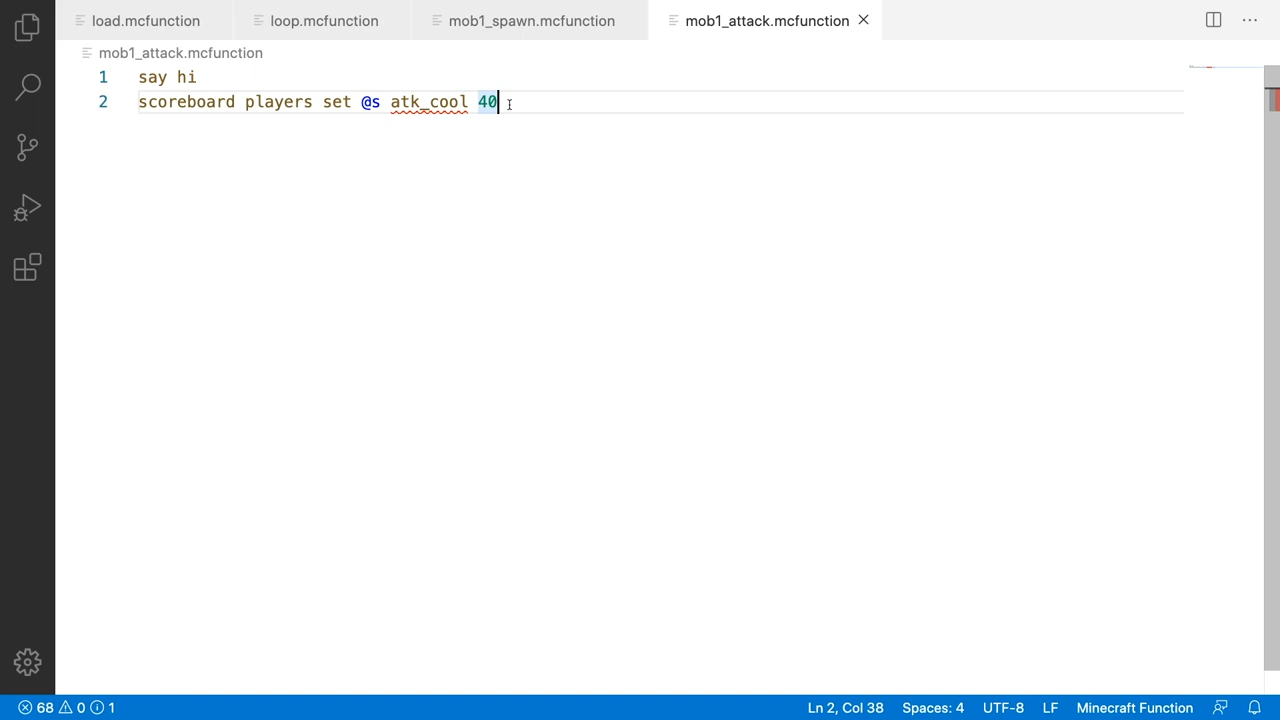 load.mcfunction loop.mcfunction mob1_spawn.mcfunction mob1_attack.mcfunction
mob1_attack.mcfunction
1 say hi
2 scoreboard players set @s atk_cool 40
68 0 1 Ln 2, Col 38 Spaces: 4 UTF-8 LF Minecraft Function